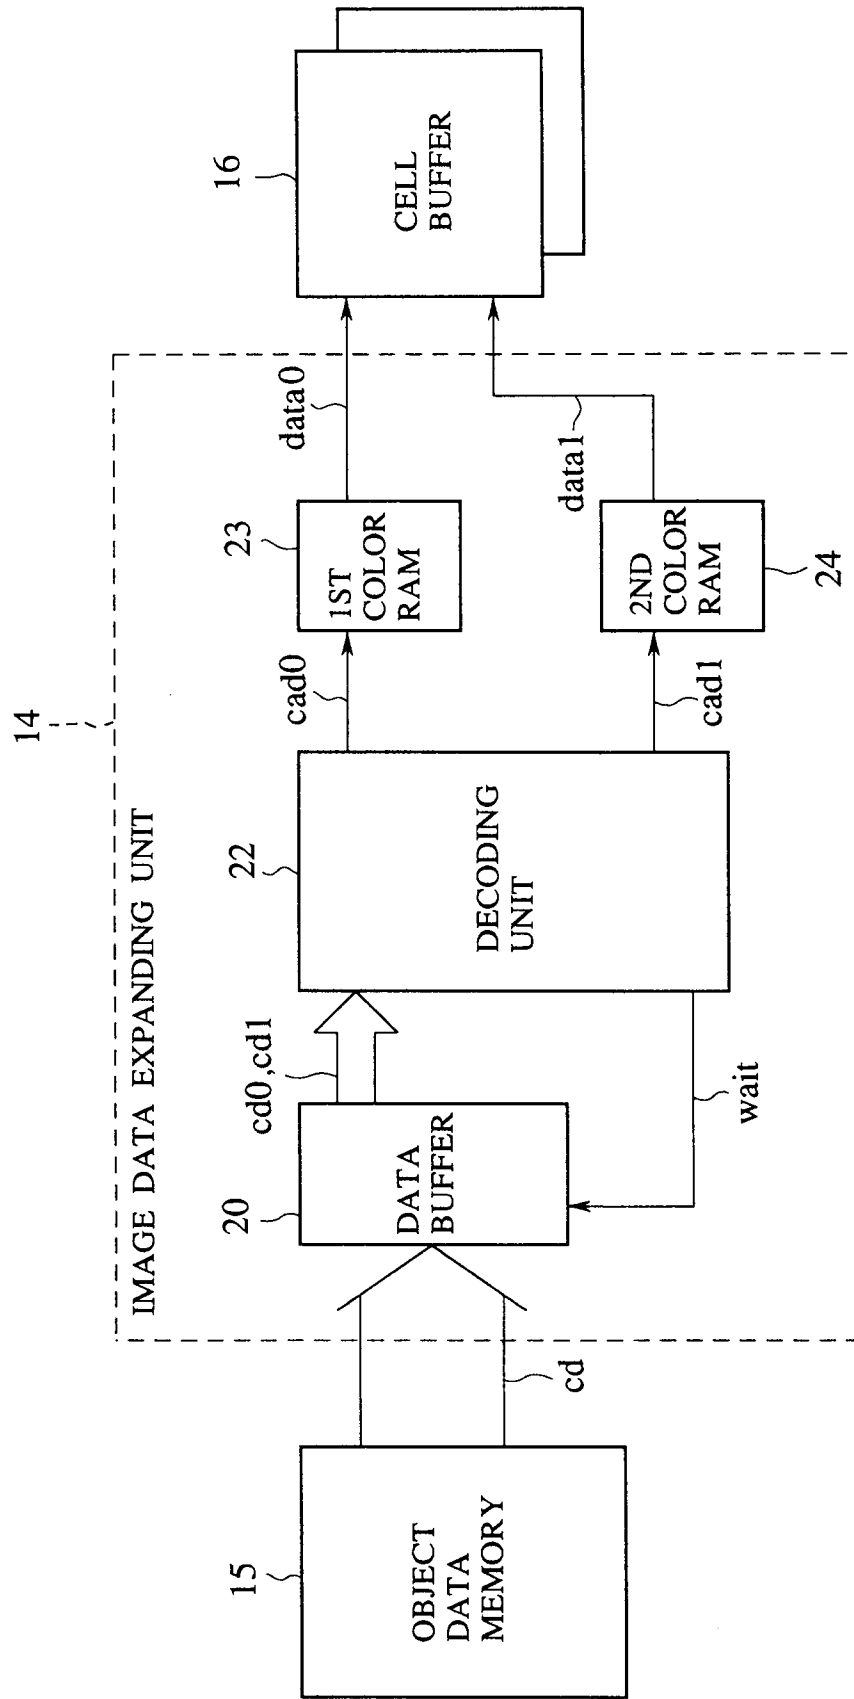 14
IMAGE DATA EXPANDING UNIT
15
OBJECT
DATA
MEMORY
cd
20
DATA
BUFFER
cd0,cd1
wait
22
DECODING
UNIT
cad0
cad1
23
1ST
COLOR
RAM
2ND
COLOR
RAM
24
data0
data1
16
CELL
BUFFER